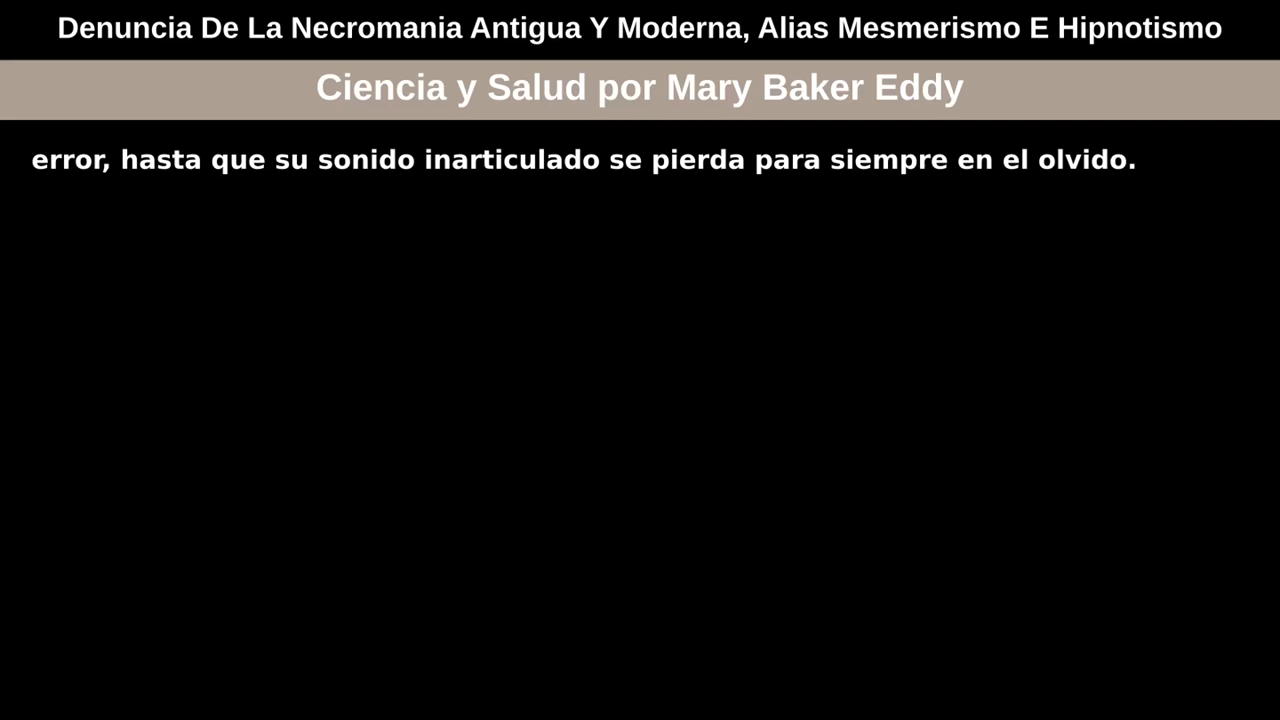 Denuncia De La Necromania Antigua Y Moderna, Alias Mesmerismo E Hipnotismo
Ciencia y Salud por Mary Baker Eddy
error, hasta que su sonido inarticulado se pierda para siempre en el olvido.